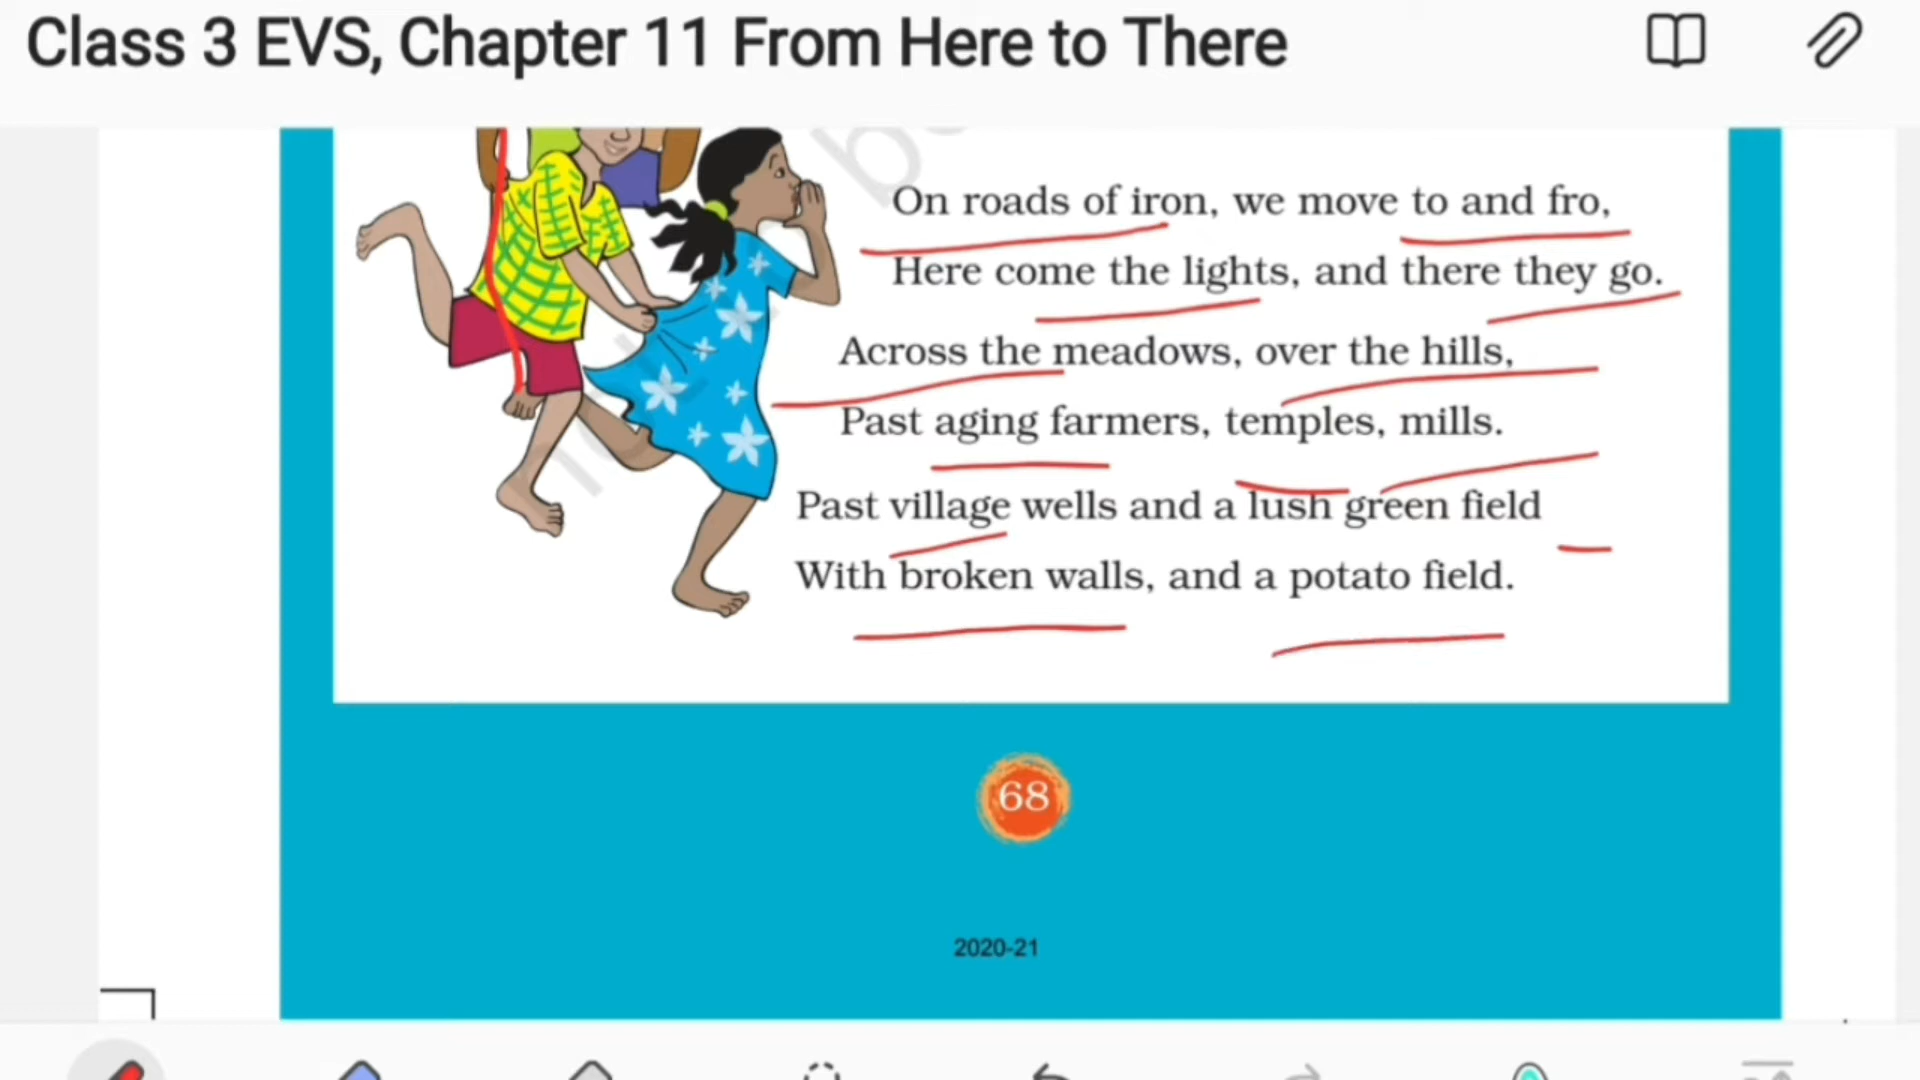 Class 3 EVS, Chapter 11 From Here to There
On roads of iron, we move to and fro,
Here come the lights, and there they go.
Across the meadows, over the hills,
Past aging farmers, temples, mills.
Past village wells and a lush green field
With broken walls, and a potato field.
68
2020-21